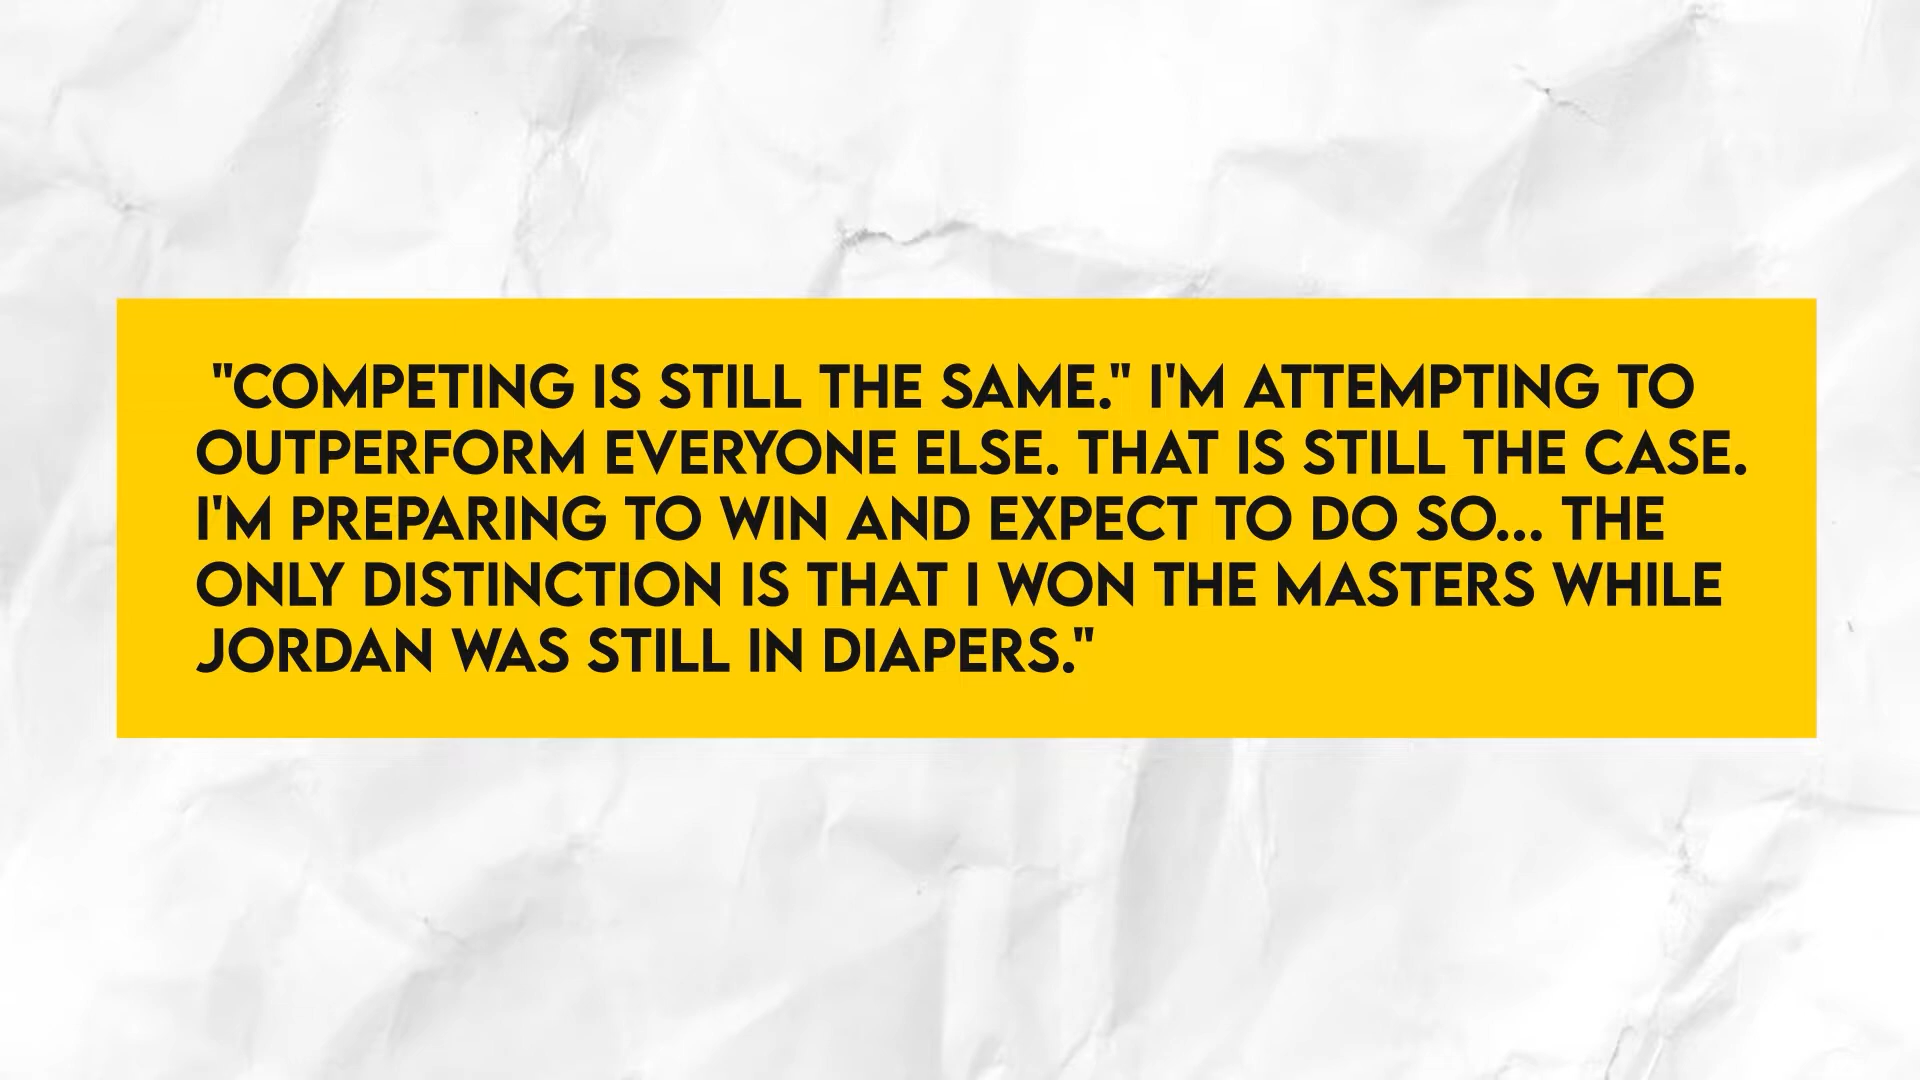 "COMPETING IS STILL THE SAME." I'M ATTEMPTING TO
OUTPERFORM EVERYONE ELSE. THAT IS STILL THE CASE.
I'M PREPARING TO WIN AND EXPECT TO DO SO... THE
ONLY DISTINCTION IS THAT I WON THE MASTERS WHILE
JORDAN WAS STILL IN DIAPERS."